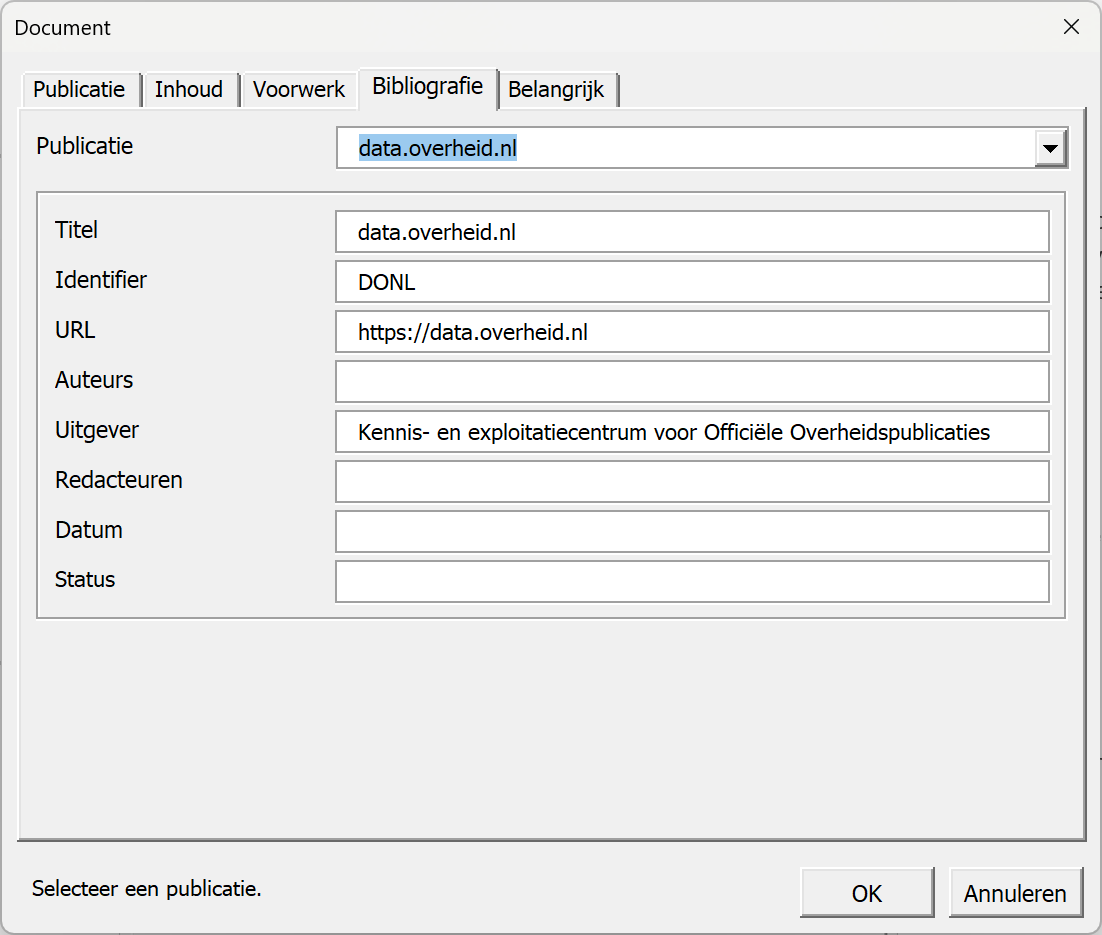 Document
Publicatie Inhoud Voorwerk Bibliografie Belangrijk
Publicatie data.overheid.nl
Titel data.overheid.nl
Identifier DONL
URL https://data.overheid.nl
Auteurs
Uitgever Kennis- en exploitatiecentrum voor Officiële Overheidspublicaties
Redacteuren
Datum
Status
Selecteer een publicatie.
OK Annuleren